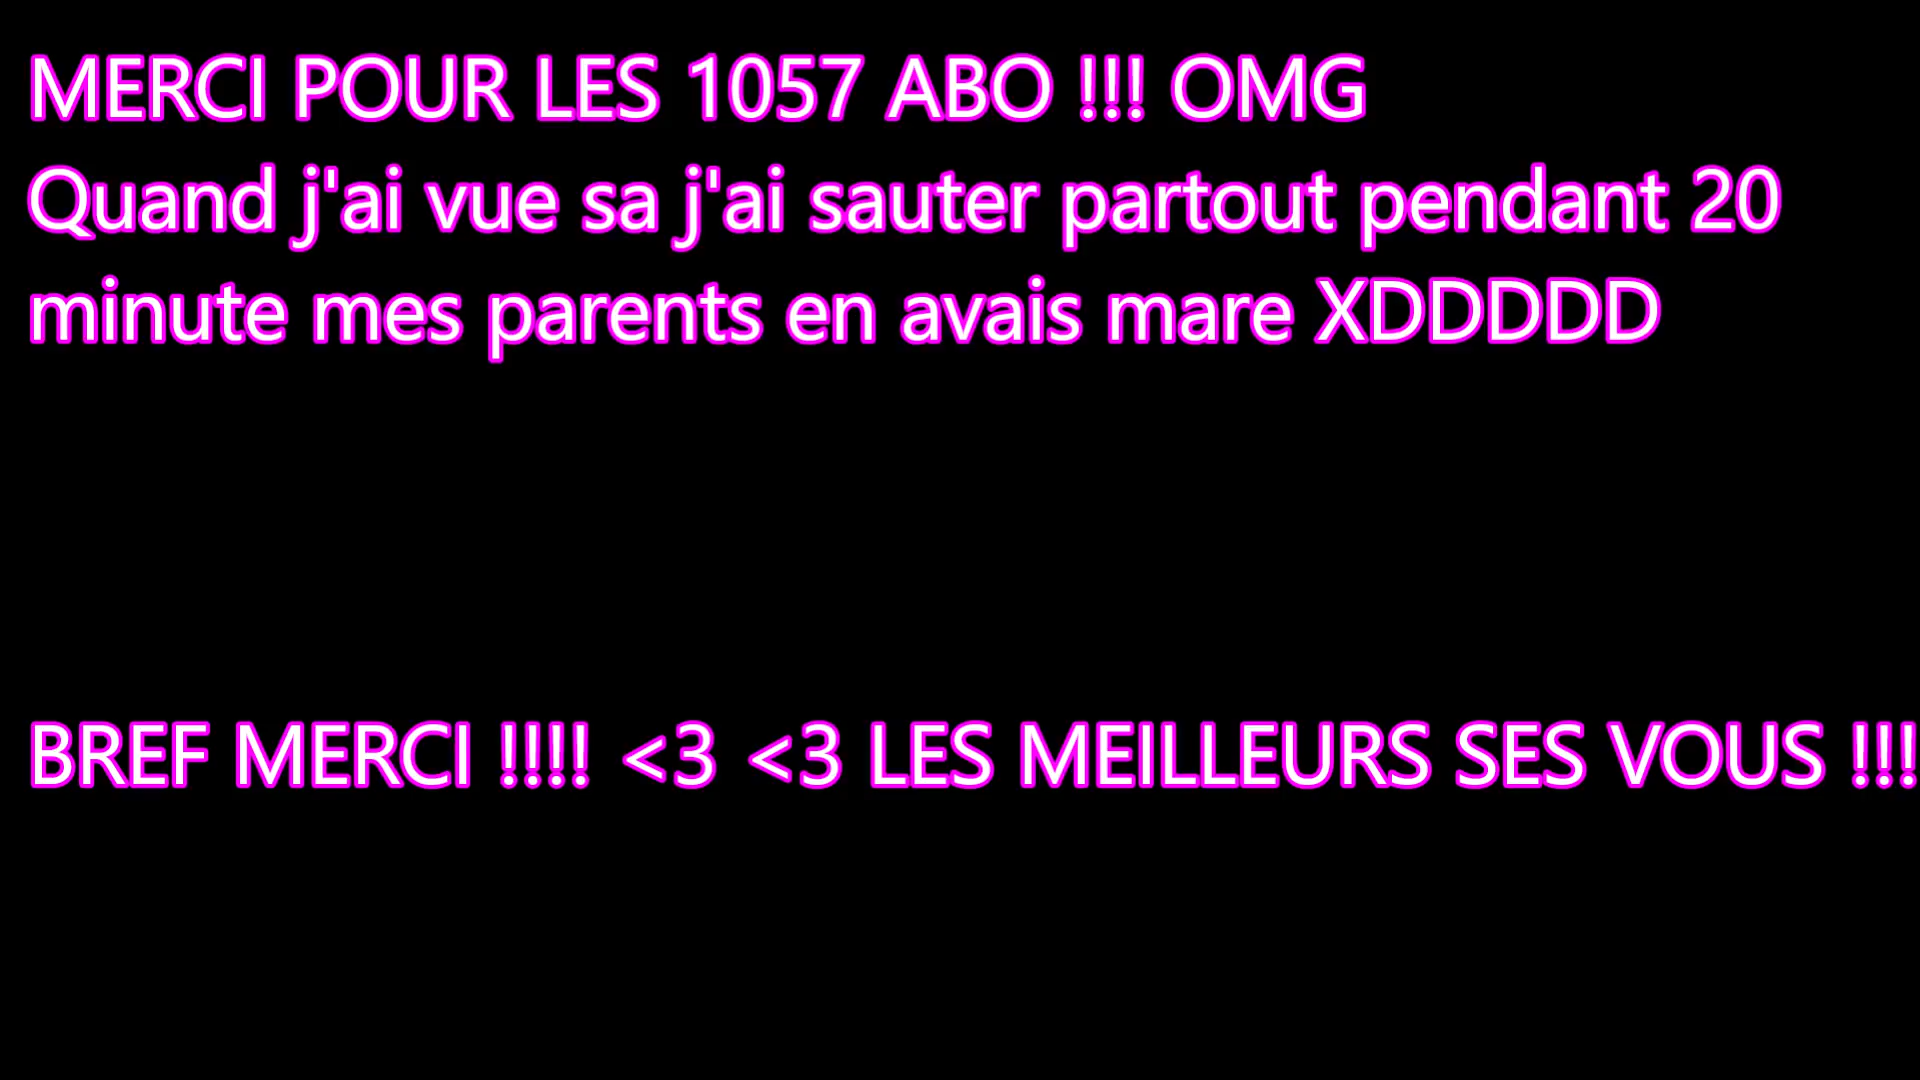 MERCI POUR LES 1057 ABO !!! OMG
Quand j'ai vue sa j'ai sauter partout pendant 20
minute mes parents en avais mare XDDDDD
BREF MERCI !!!! <3 <3 LES MEILLEURS SES VOUS !!!